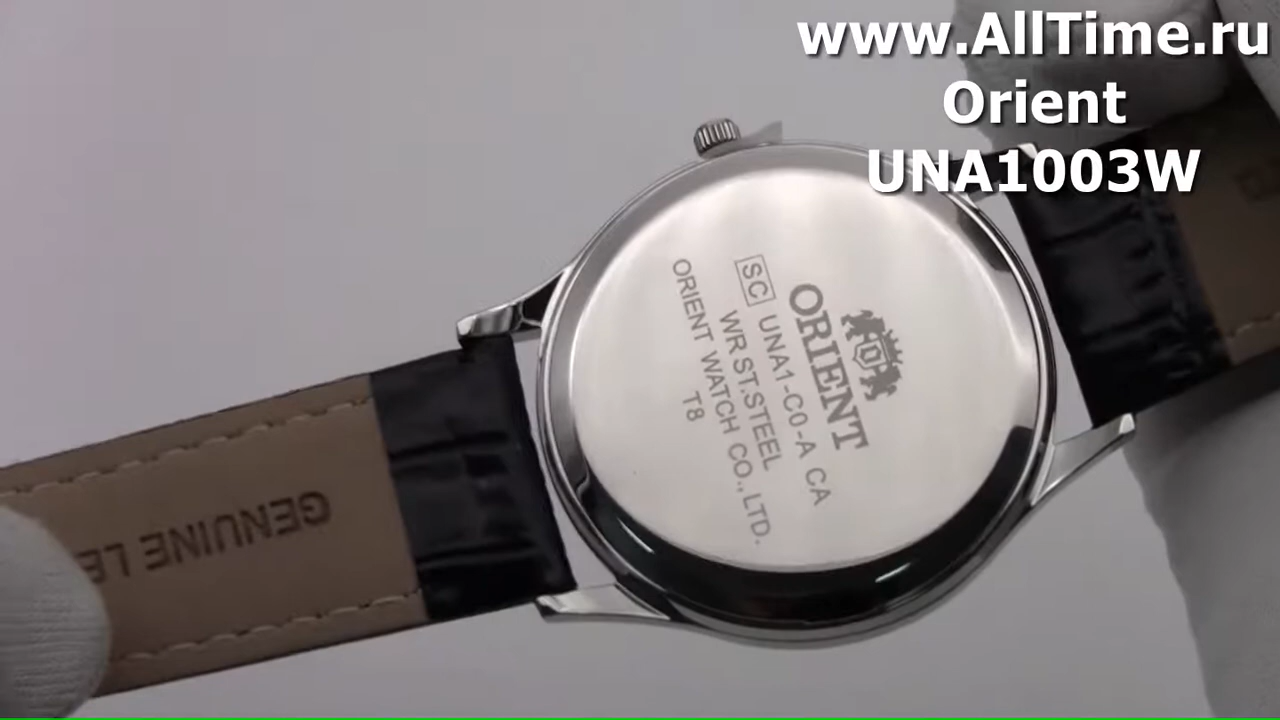 www.AllTime.ru
Orient
UNA1003W
ORIENT
SC UNA1-C0-A CA
WR ST.STEEL
ORIENT WATCH CO.,LTD.
T8
GENUINE LE